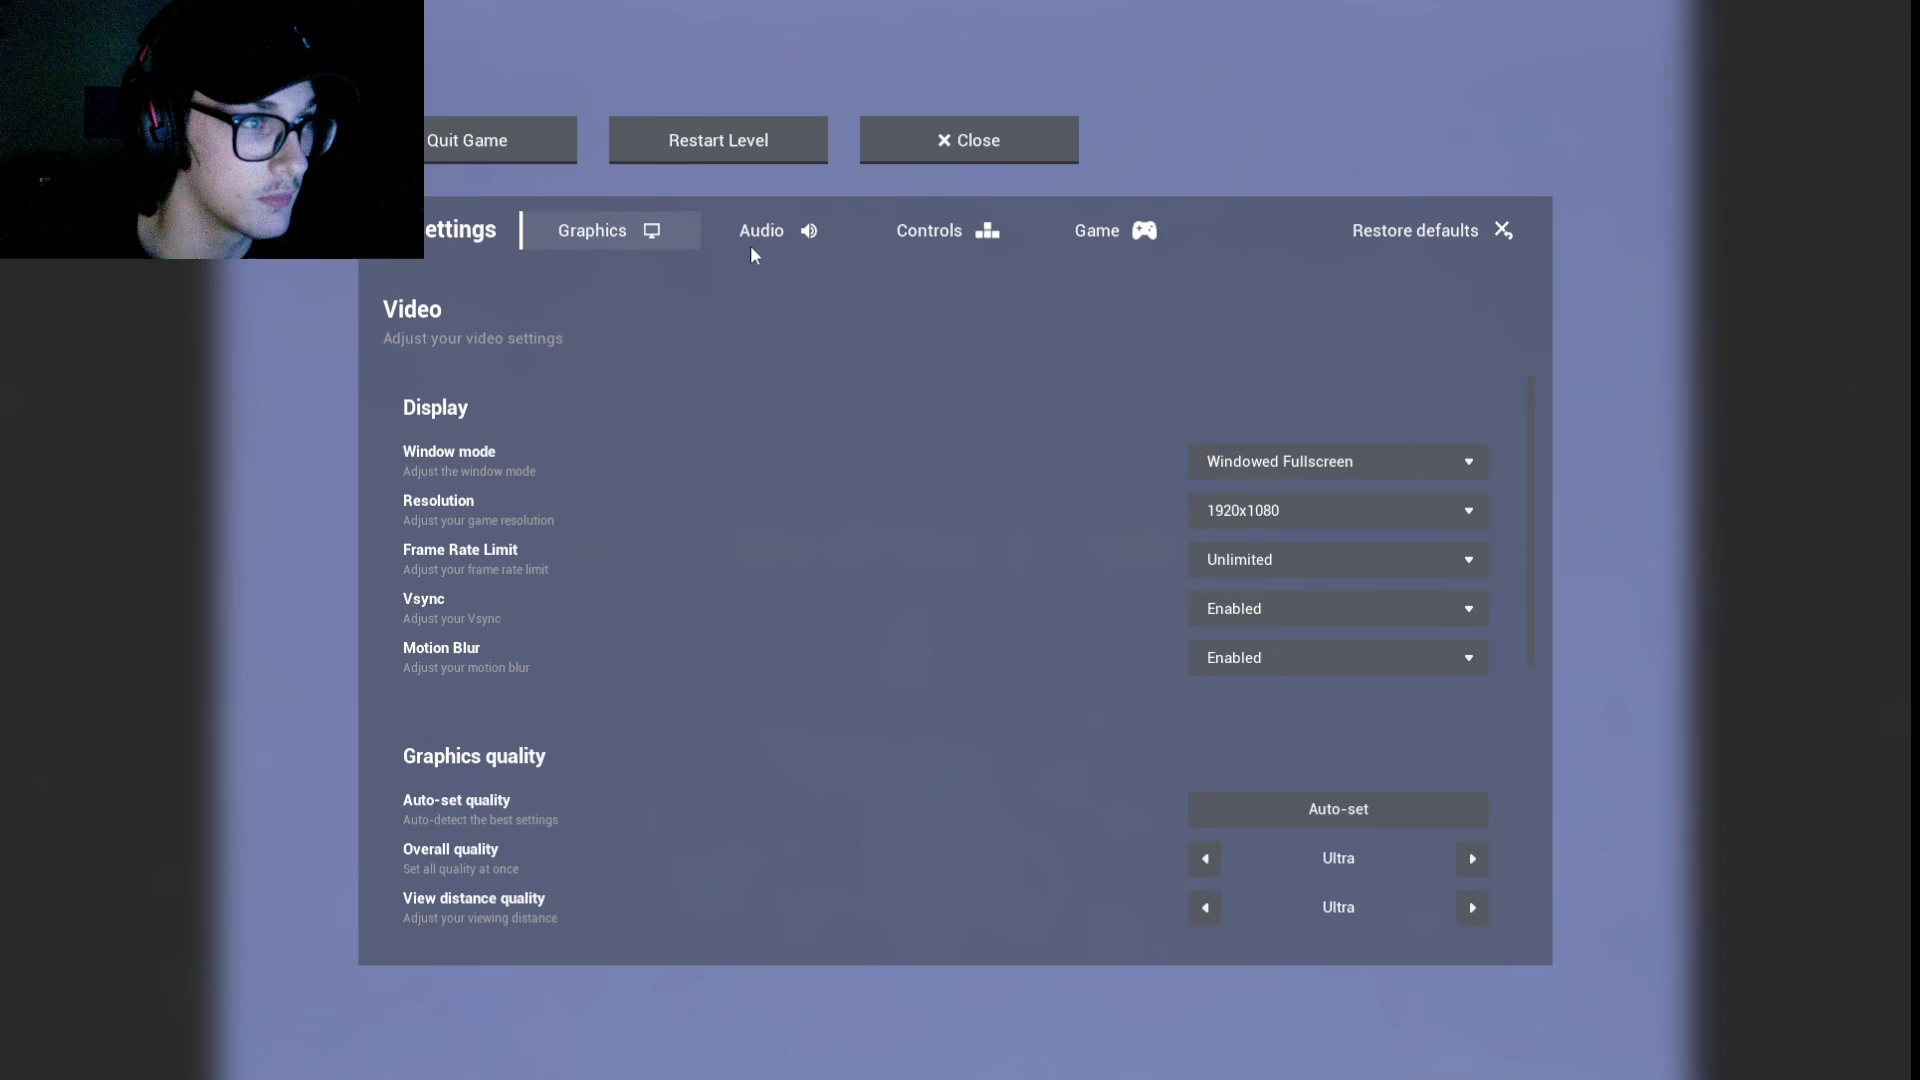 Quit Game
Restart Level
Close
ettings
Graphics
Audio
Controls
Game
Restore defaults
Video
Adjust your video settings
Display
Window mode
Adjust the window mode
Windowed Fullscreen
Resolution
Adjust your game resolution
1920x1080
Frame Rate Limit
Adjust your frame rate limit
Unlimited
Vsync
Adjust your Vsync
Enabled
Motion Blur
Adjust your motion blur
Enabled
Graphics quality
Auto-set quality
Auto-detect the best settings
Auto-set
Overall quality
Set all quality at once
Ultra
View distance quality
Adjust your viewing distance
Ultra